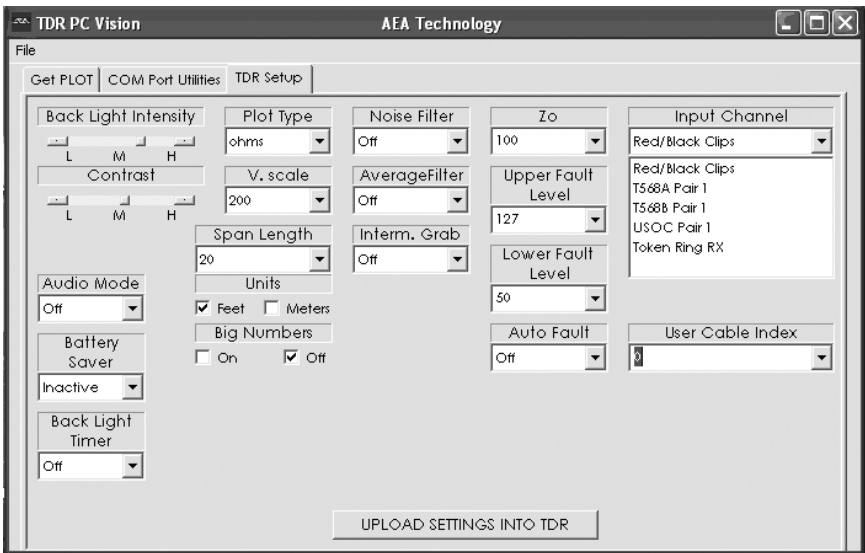 TDR PC Vision AEA Technology
File
Get PLOT COM Port Utilities TDR Setup
Back Light Intensity
L M H
Contrast
L M H
Audio Mode
Off
Battery
Saver
Inactive
Back Light
Timer
Off
Plot Type
ohms
V. scale
200
Span Length
20
Units
Feet Meters
Big Numbers
On Off
Noise Filter
Off
AverageFilter
Off
Interm. Grab
Off
Zo
100
Upper Fault
Level
127
Lower Fault
Level
50
Auto Fault
Off
Input Channel
Red/Black Clips
Red/Black Clips
T568A Pair 1
T568B Pair 1
USOC Pair 1
Token Ring RX
User Cable Index
0
UPLOAD SETTINGS INTO TDR